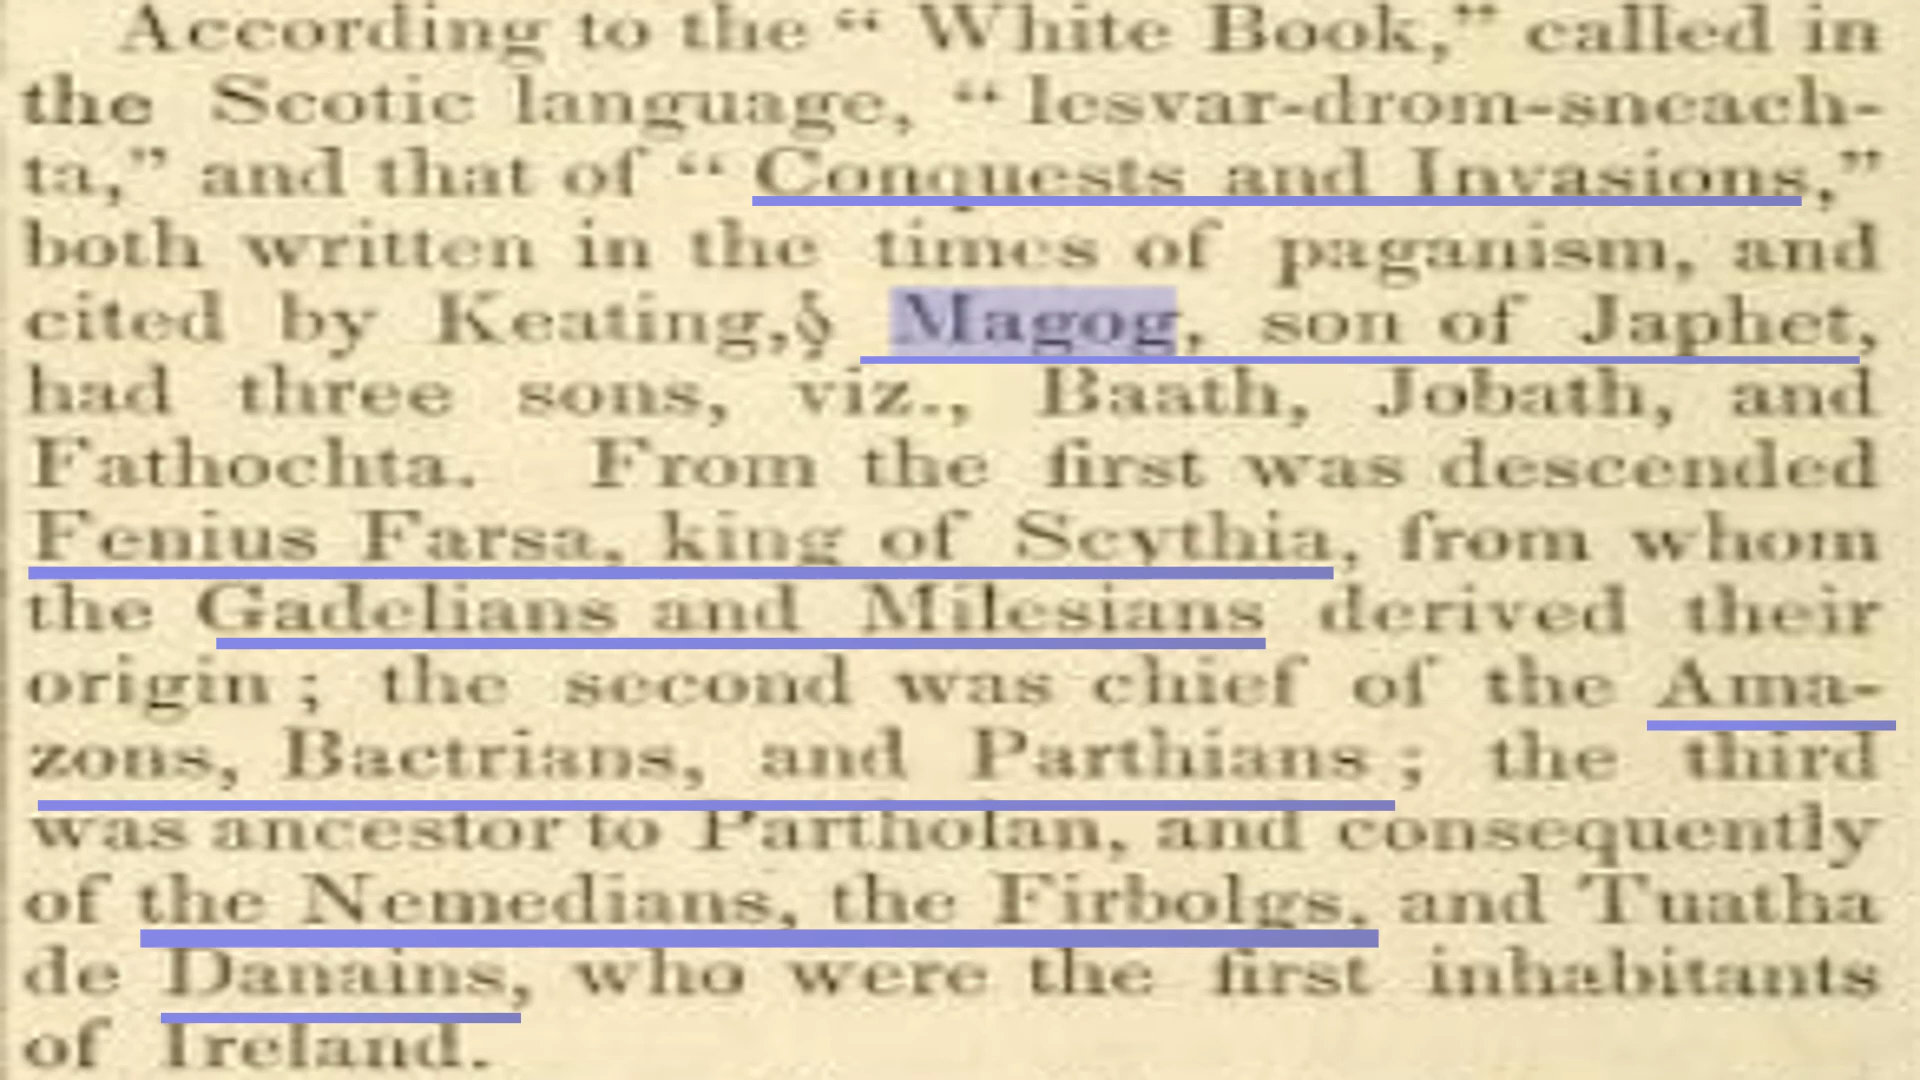 According to the “ White Book,” called in
the Scotic language, “ lesvar-drom-sneach-
ta,” and that of “ Conquests and Invasions,”
both written in the times of paganism, and
cited by Keating,§ Magog, son of Japhet,
had three sons, viz., Baath, Jobath, and
Fathochta. From the first was descended
Fenius Farsa, king of Scythia, from whom
the Gadelians and Milesians derived their
origin ; the second was chief of the Ama-
zons, Bactrians, and Parthians ; the third
was ancestor to Partholan, and consequently
of the Nemedians, the Firbolgs, and Tuatha
de Danains, who were the first inhabitants
of Ireland.